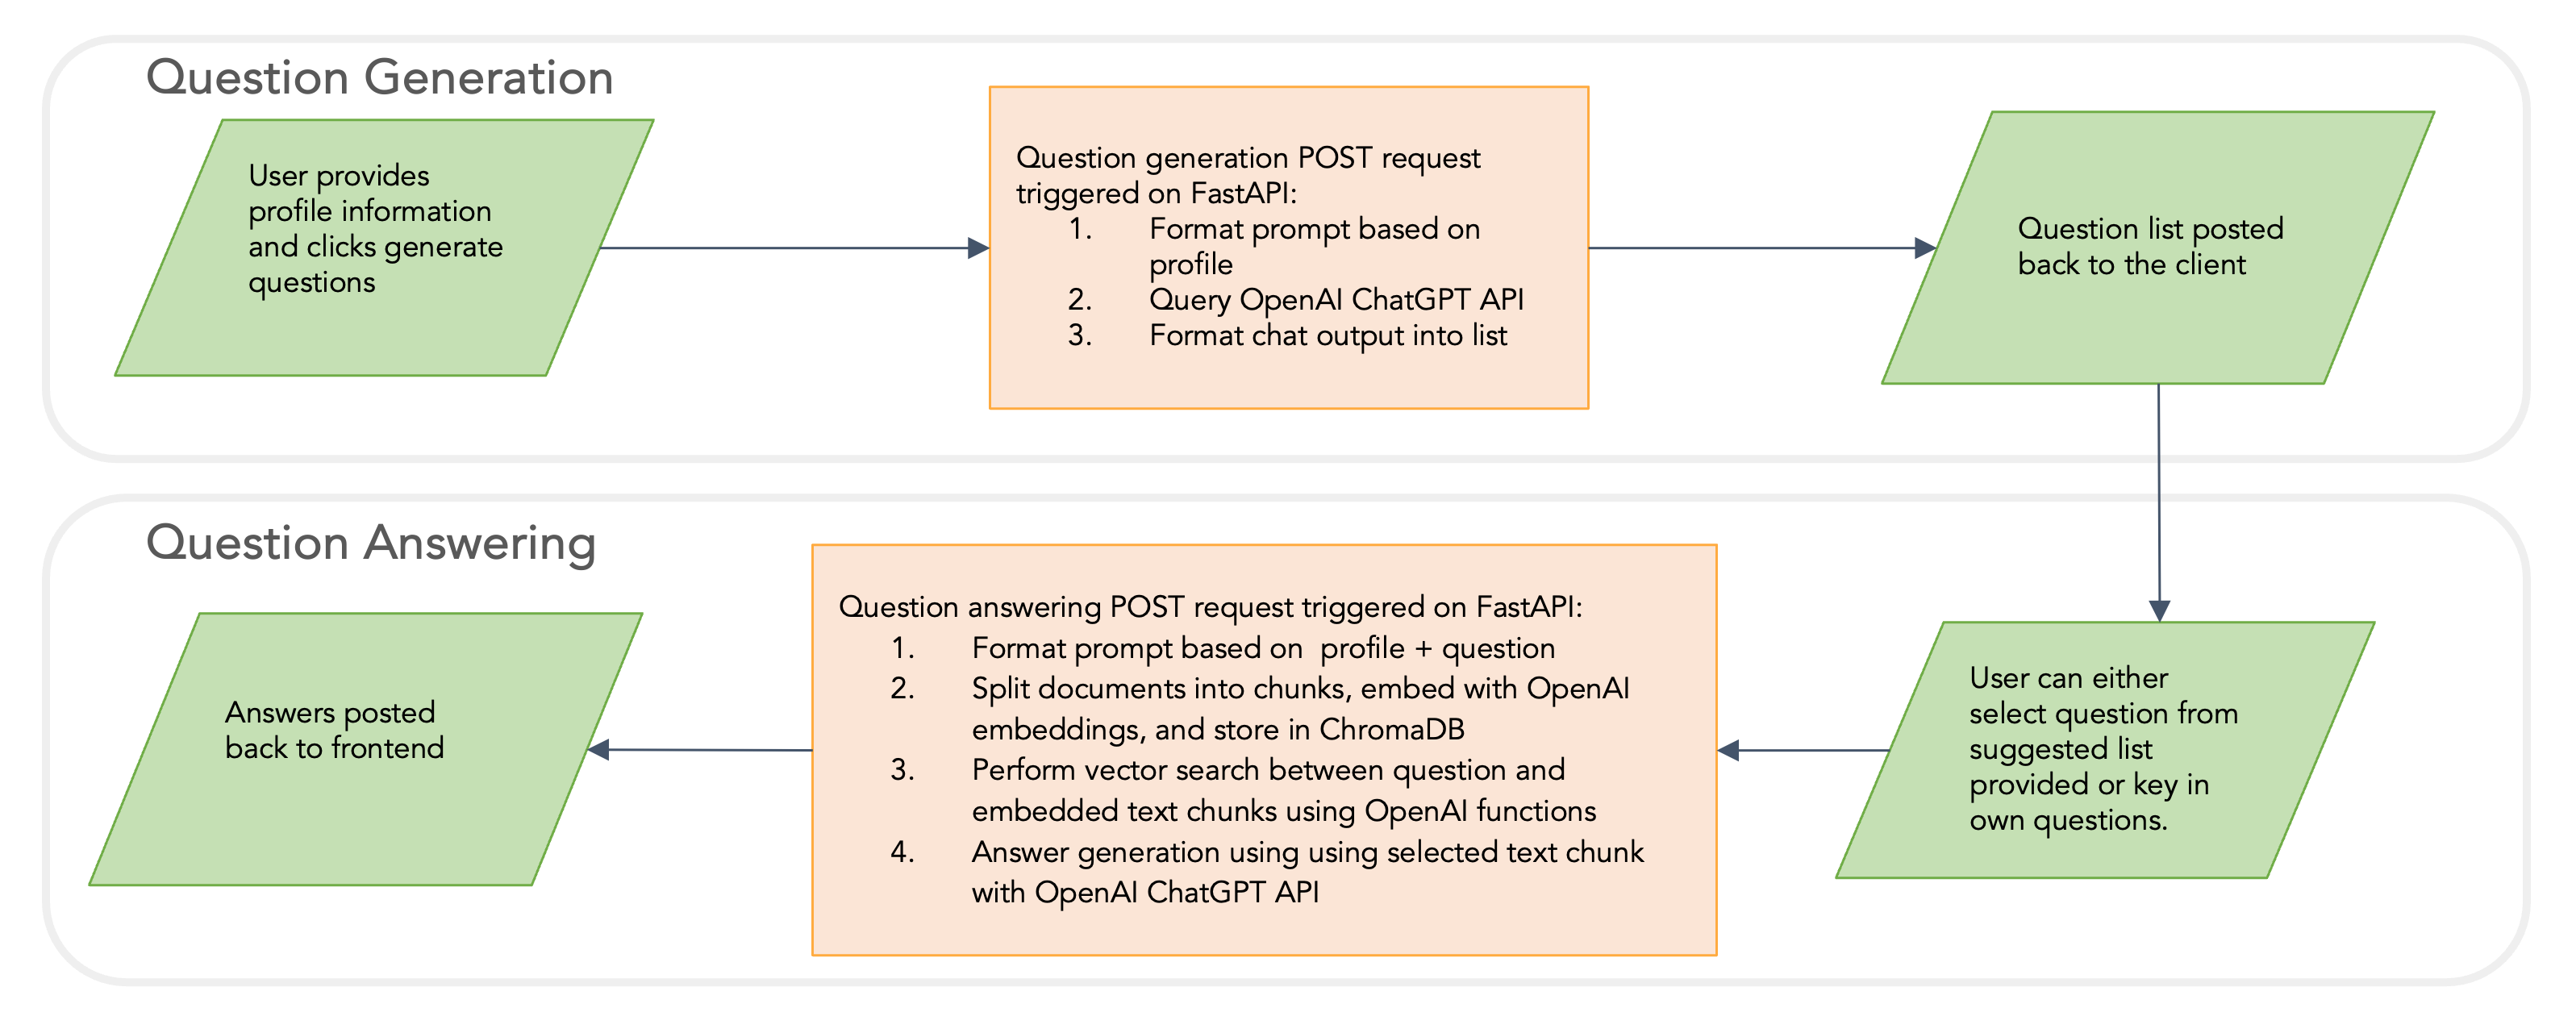 Question Generation
User provides
profile information
and clicks generate
questions
Question generation POST request
triggered on FastAPI:
1. Format prompt based on
profile
2. Query OpenAI ChatGPT API
3. Format chat output into list
Question list posted
back to the client
Question Answering
Answers posted
back to frontend
Question answering POST request triggered on FastAPI:
1. Format prompt based on  profile + question
2. Split documents into chunks, embed with OpenAI
embeddings, and store in ChromaDB
3. Perform vector search between question and
embedded text chunks using OpenAI functions
4. Answer generation using using selected text chunk
with OpenAI ChatGPT API
User can either
select question from
suggested list
provided or key in
own questions.